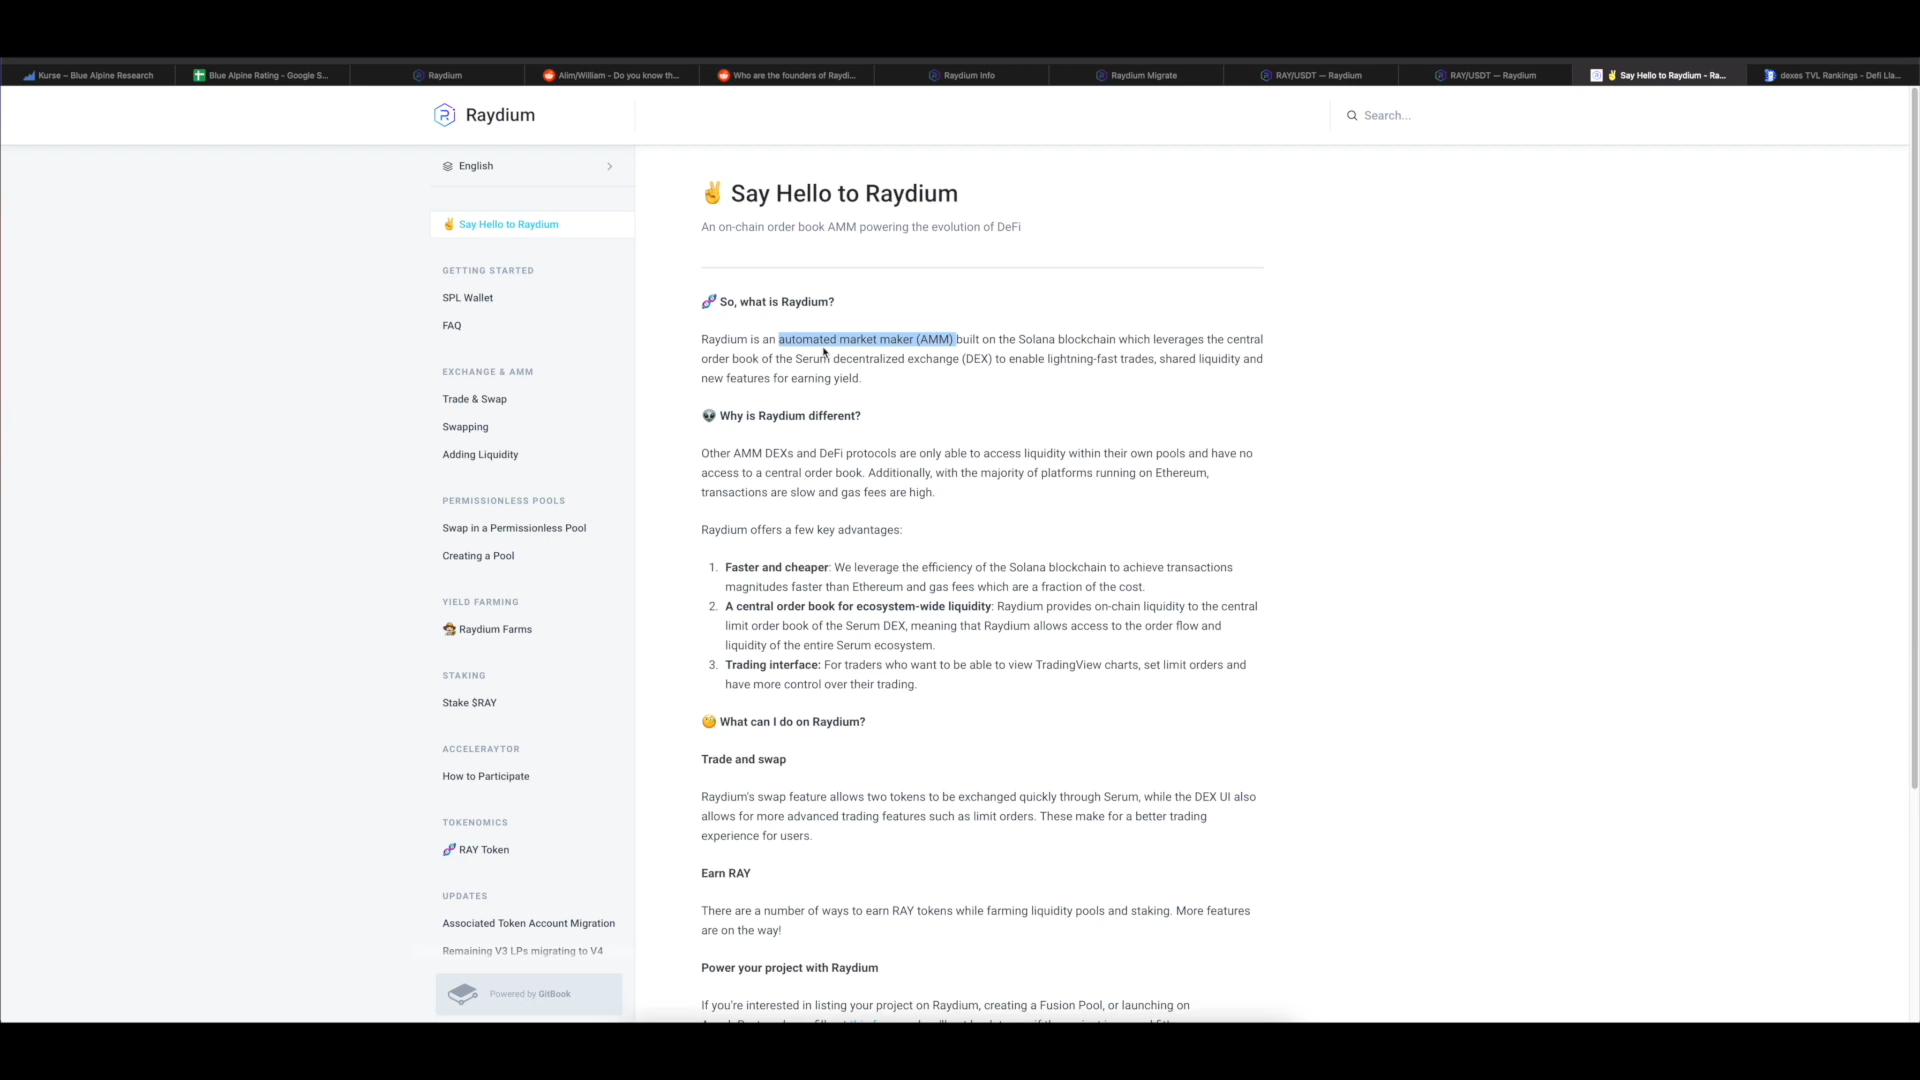 Kurse – Blue Alpine Research
Blue Alpine Rating - Google S...
Raydium
Alim/William - Do you know th...
Who are the founders of Raydi...
Raydium Info
Raydium Migrate
RAY/USDT — Raydium
RAY/USDT — Raydium
✌ Say Hello to Raydium - Ra...
dexes TVL Rankings - Defi Lla...
Raydium
Search...
English
✌ Say Hello to Raydium
GETTING STARTED
SPL Wallet
FAQ
EXCHANGE & AMM
Trade & Swap
Swapping
Adding Liquidity
PERMISSIONLESS POOLS
Swap in a Permissionless Pool
Creating a Pool
YIELD FARMING
Raydium Farms
STAKING
Stake $RAY
ACCELERAYTOR
How to Participate
TOKENOMICS
🧬 RAY Token
UPDATES
Associated Token Account Migration
Remaining V3 LPs migrating to V4
Powered by GitBook
✌ Say Hello to Raydium
An on-chain order book AMM powering the evolution of DeFi
🧬 So, what is Raydium?
Raydium is an automated market maker (AMM) built on the Solana blockchain which leverages the central
order book of the Serum decentralized exchange (DEX) to enable lightning-fast trades, shared liquidity and
new features for earning yield.
👽 Why is Raydium different?
Other AMM DEXs and DeFi protocols are only able to access liquidity within their own pools and have no
access to a central order book. Additionally, with the majority of platforms running on Ethereum,
transactions are slow and gas fees are high.
Raydium offers a few key advantages:
1. Faster and cheaper: We leverage the efficiency of the Solana blockchain to achieve transactions
magnitudes faster than Ethereum and gas fees which are a fraction of the cost.
2. A central order book for ecosystem-wide liquidity: Raydium provides on-chain liquidity to the central
limit order book of the Serum DEX, meaning that Raydium allows access to the order flow and
liquidity of the entire Serum ecosystem.
3. Trading interface: For traders who want to be able to view TradingView charts, set limit orders and
have more control over their trading.
🧐 What can I do on Raydium?
Trade and swap
Raydium's swap feature allows two tokens to be exchanged quickly through Serum, while the DEX UI also
allows for more advanced trading features such as limit orders. These make for a better trading
experience for users.
Earn RAY
There are a number of ways to earn RAY tokens while farming liquidity pools and staking. More features
are on the way!
Power your project with Raydium
If you're interested in listing your project on Raydium, creating a Fusion Pool, or launching on